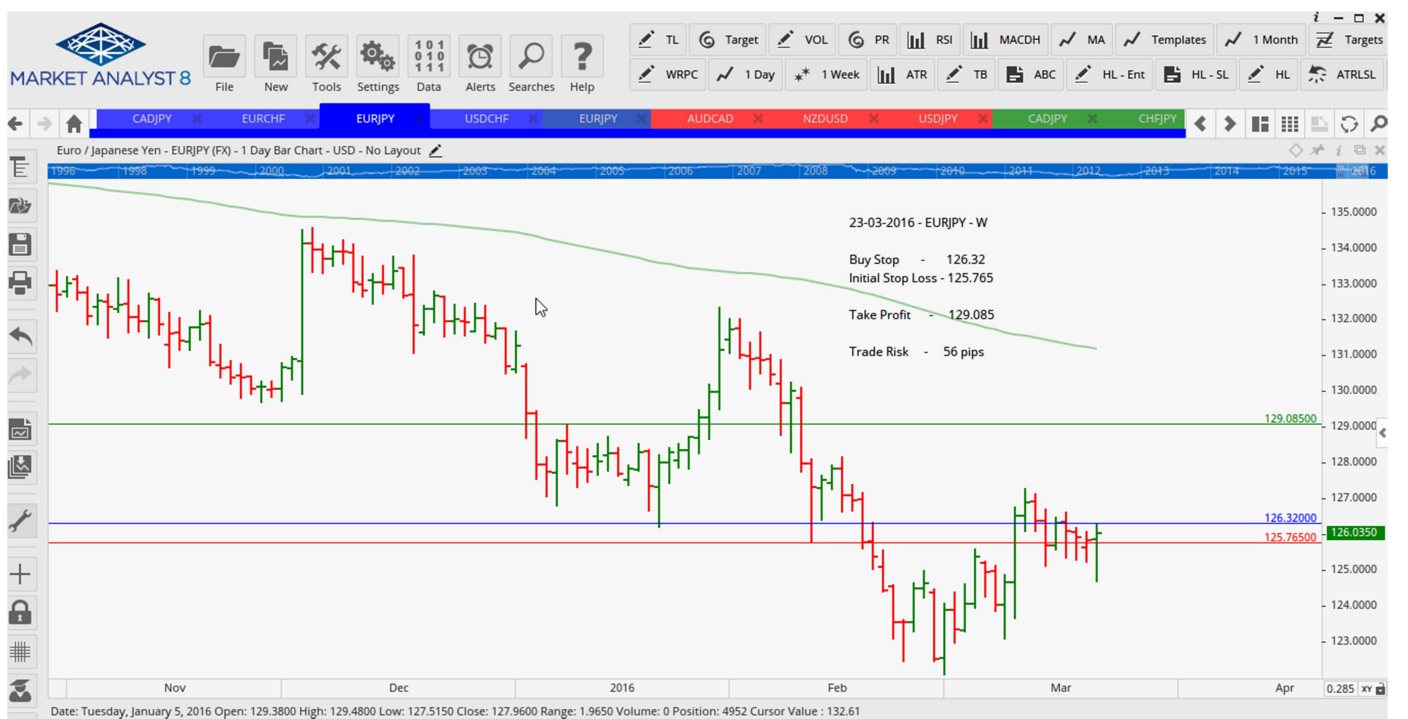 MARKET ANALYST 8
File New Tools Settings Data Alerts Searches Help
101
010
111
?
i
TL Target VOL PR RSI MACDH MA Templates 1 Month Targets
WRPC 1 Day 1 Week ATR TB ABC HL - Ent HL - SL HL ATRLSL
CADJPY EURCHF EURJPY USDCHF EURJPY AUDCAD NZDUSD USDJPY CADJPY CHFJPY
Euro / Japanese Yen - EURJPY (FX) - 1 Day Bar Chart - USD - No Layout
i
1996 1998 1999 2000 2001 2002 2003 2004 2005 2006 2007 2008 2009 2010 2011 2012 2013 2014 2015 2016
23-03-2016 - EURJPY - W
Buy Stop - 126.32
Initial Stop Loss - 125.765
Take Profit - 129.085
Trade Risk - 56 pips
135.0000
134.0000
133.0000
132.0000
131.0000
130.0000
129.08500
129.0000
128.0000
127.0000
126.32000
126.0350
125.76500
125.0000
124.0000
123.0000
Nov Dec 2016 Feb Mar Apr
0.285 XY
Date: Tuesday, January 5, 2016 Open: 129.3800 High: 129.4800 Low: 127.5150 Close: 127.9600 Range: 1.9650 Volume: 0 Position: 4952 Cursor Value : 132.61